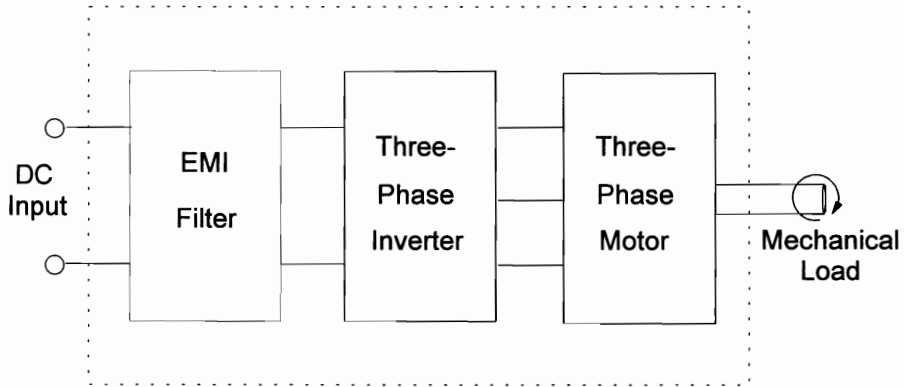 DC
Input
EMI
Filter
Three-
Phase
Inverter
Three-
Phase
Motor
Mechanical
Load